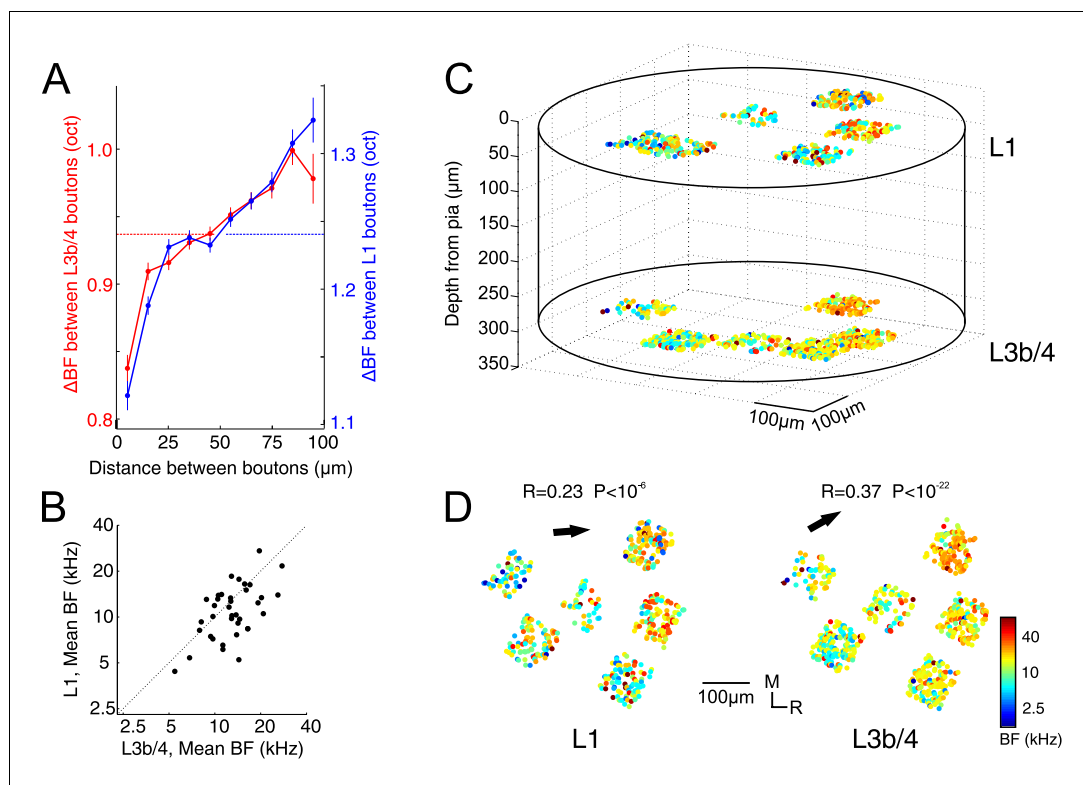 A
ΔBF between L3b/4 boutons (oct)
1.0
0.9
0.8
ΔBF between L1 boutons (oct)
1.3
1.2
1.1
0 25 50 75 100
Distance between boutons (µm)
B
L1, Mean BF (kHz)
40
20
10
5
2.5
2.5 5 10 20 40
L3b/4, Mean BF (kHz)
C
Depth from pia (µm)
0
50
100
150
200
250
300
350
L1
L3b/4
100µm
100µm
D
R=0.23 P<10⁻⁶
R=0.37 P<10⁻²²
100µm
M
R
L1
L3b/4
40
10
2.5
BF (kHz)